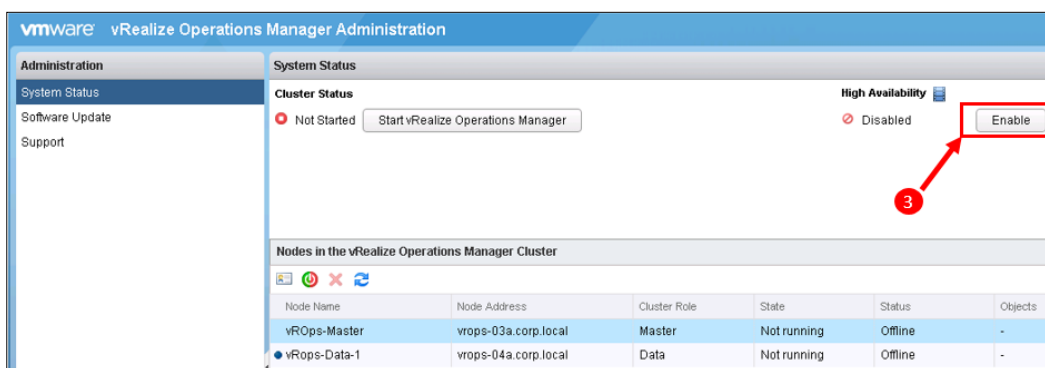 vmware vRealize Operations Manager Administration
Administration
System Status
Software Update
Support
System Status
Cluster Status
High Availability
Not Started Start vRealize Operations Manager
Disabled Enable
3
Nodes in the vRealize Operations Manager Cluster
Node Name Node Address Cluster Role State Status Objects
vROps-Master vrops-03a.corp.local Master Not running Offline -
vRops-Data-1 vrops-04a.corp.local Data Not running Offline -